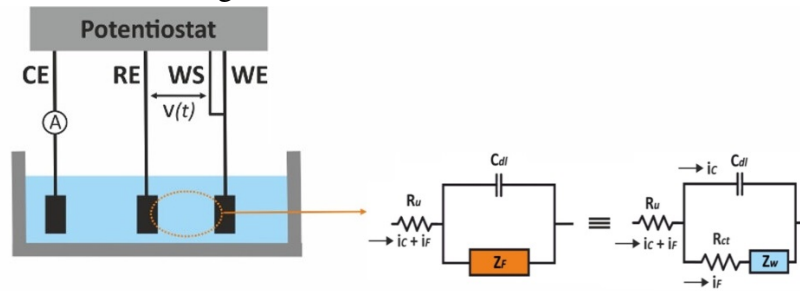 Potentiostat
CE RE WS WE
v(t)
A
Cdl
Ru
iC + iF
ZF
≡
iC
Cdl
Ru
iC + iF
Rct
Zw
iF